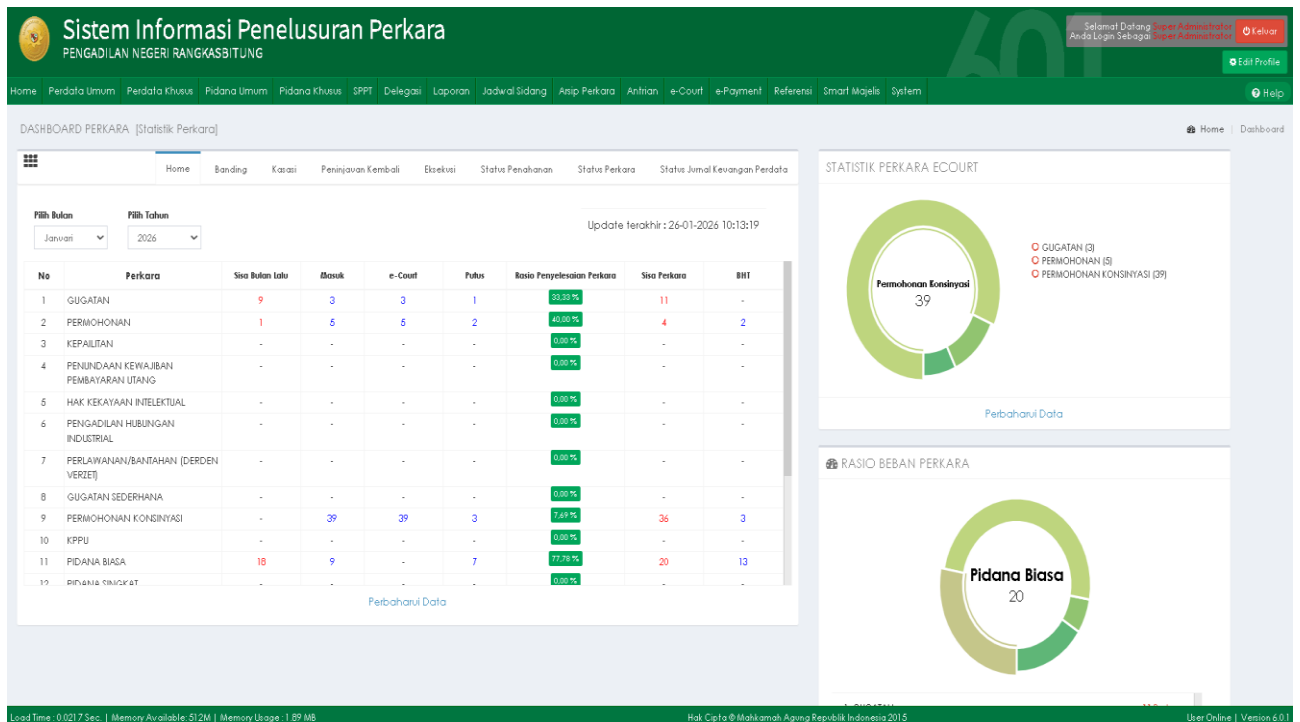 Sistem Informasi Penelusuran Perkara
PENGADILAN NEGERI RANGKASBITUNG
Selamat Datang Super Administrator
Anda Login Sebagai Super Administrator
Keluar
Edit Profile
Home Perdata Umum Perdata Khusus Pidana Umum Pidana Khusus SPPT Delegasi Laporan Jadwal Sidang Arsip Perkara Antrian e-Court e-Payment Referensi Smart Majelis System Help
DASHBOARD PERKARA [Statistik Perkara]
Home | Dashboard
Home Banding Kasasi Peninjauan Kembali Eksekusi Status Penahanan Status Perkara Status Jurnal Keuangan Perdata
Pilih Bulan Pilih Tahun
Januari 2026
Update terakhir : 26-01-2026 10:13:19
No Perkara Sisa Bulan Lalu Masuk e-Court Putus Rasio Penyelesaian Perkara Sisa Perkara BHT
1 GUGATAN 9 3 3 1 33,33 % 11 -
2 PERMOHONAN 1 5 5 2 40,00 % 4 2
3 KEPAILITAN - - - - 0,00 % - -
4 PENUNDAAN KEWAJIBAN - - - - 0,00 % - -
PEMBAYARAN UTANG
5 HAK KEKAYAAN INTELEKTUAL - - - - 0,00 % - -
6 PENGADILAN HUBUNGAN - - - - 0,00 % - -
INDUSTRIAL
7 PERLAWANAN/BANTAHAN (DERDEN - - - - 0,00 % - -
VERZET)
8 GUGATAN SEDERHANA - - - - 0,00 % - -
9 PERMOHONAN KONSINYASI - 39 39 3 7,69 % 36 3
10 KPPU - - - - 0,00 % - -
11 PIDANA BIASA 18 9 - 7 77,78 % 20 13
12 PIDANA SINGKAT - - - - 0,00 % - -
Perbaharui Data
STATISTIK PERKARA ECOURT
Permohonan Konsinyasi
39
GUGATAN (3)
PERMOHONAN (5)
PERMOHONAN KONSINYASI (39)
Perbaharui Data
RASIO BEBAN PERKARA
Pidana Biasa
20
Load Time : 0.0217 Sec. | Memory Available: 512M | Memory Usage : 1.89 MB
Hak Cipta © Mahkamah Agung Republik Indonesia 2015
User Online | Version 6.0.1